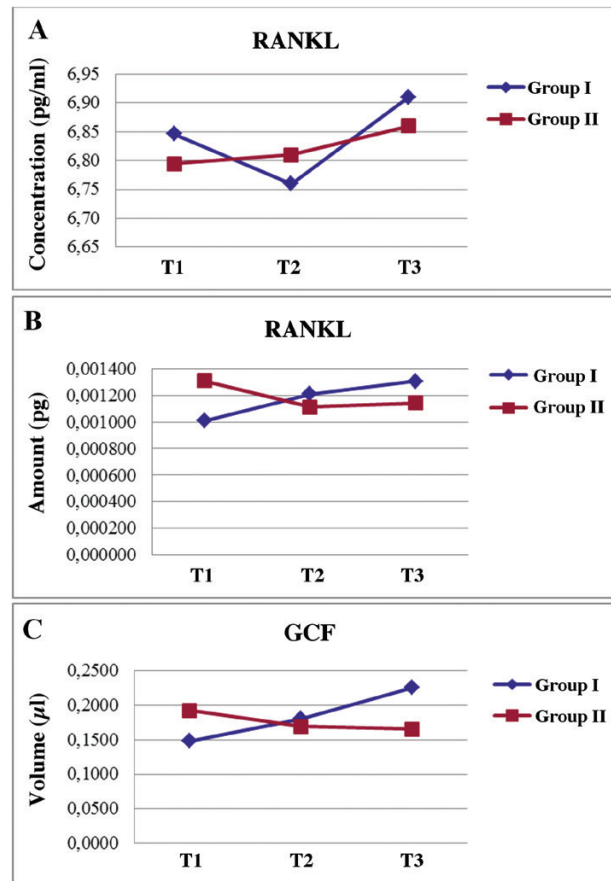 A
RANKL
Concentration (pg/ml)
6,95
6,90
6,85
6,80
6,75
6,70
6,65
T1 T2 T3
Group I
Group II
B
RANKL
Amount (pg)
0,001400
0,001200
0,001000
0,000800
0,000600
0,000400
0,000200
0,000000
T1 T2 T3
Group I
Group II
C
GCF
Volume (µl)
0,2500
0,2000
0,1500
0,1000
0,0500
0,0000
T1 T2 T3
Group I
Group II